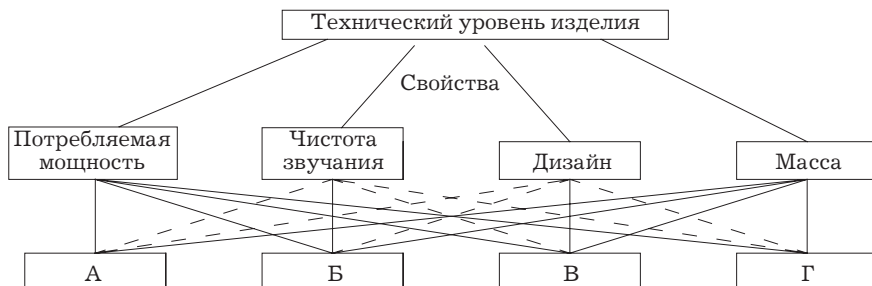 Технический уровень изделия
Свойства
Потребляемая
мощность
Чистота
звучания
Дизайн
Масса
А
Б
В
Г